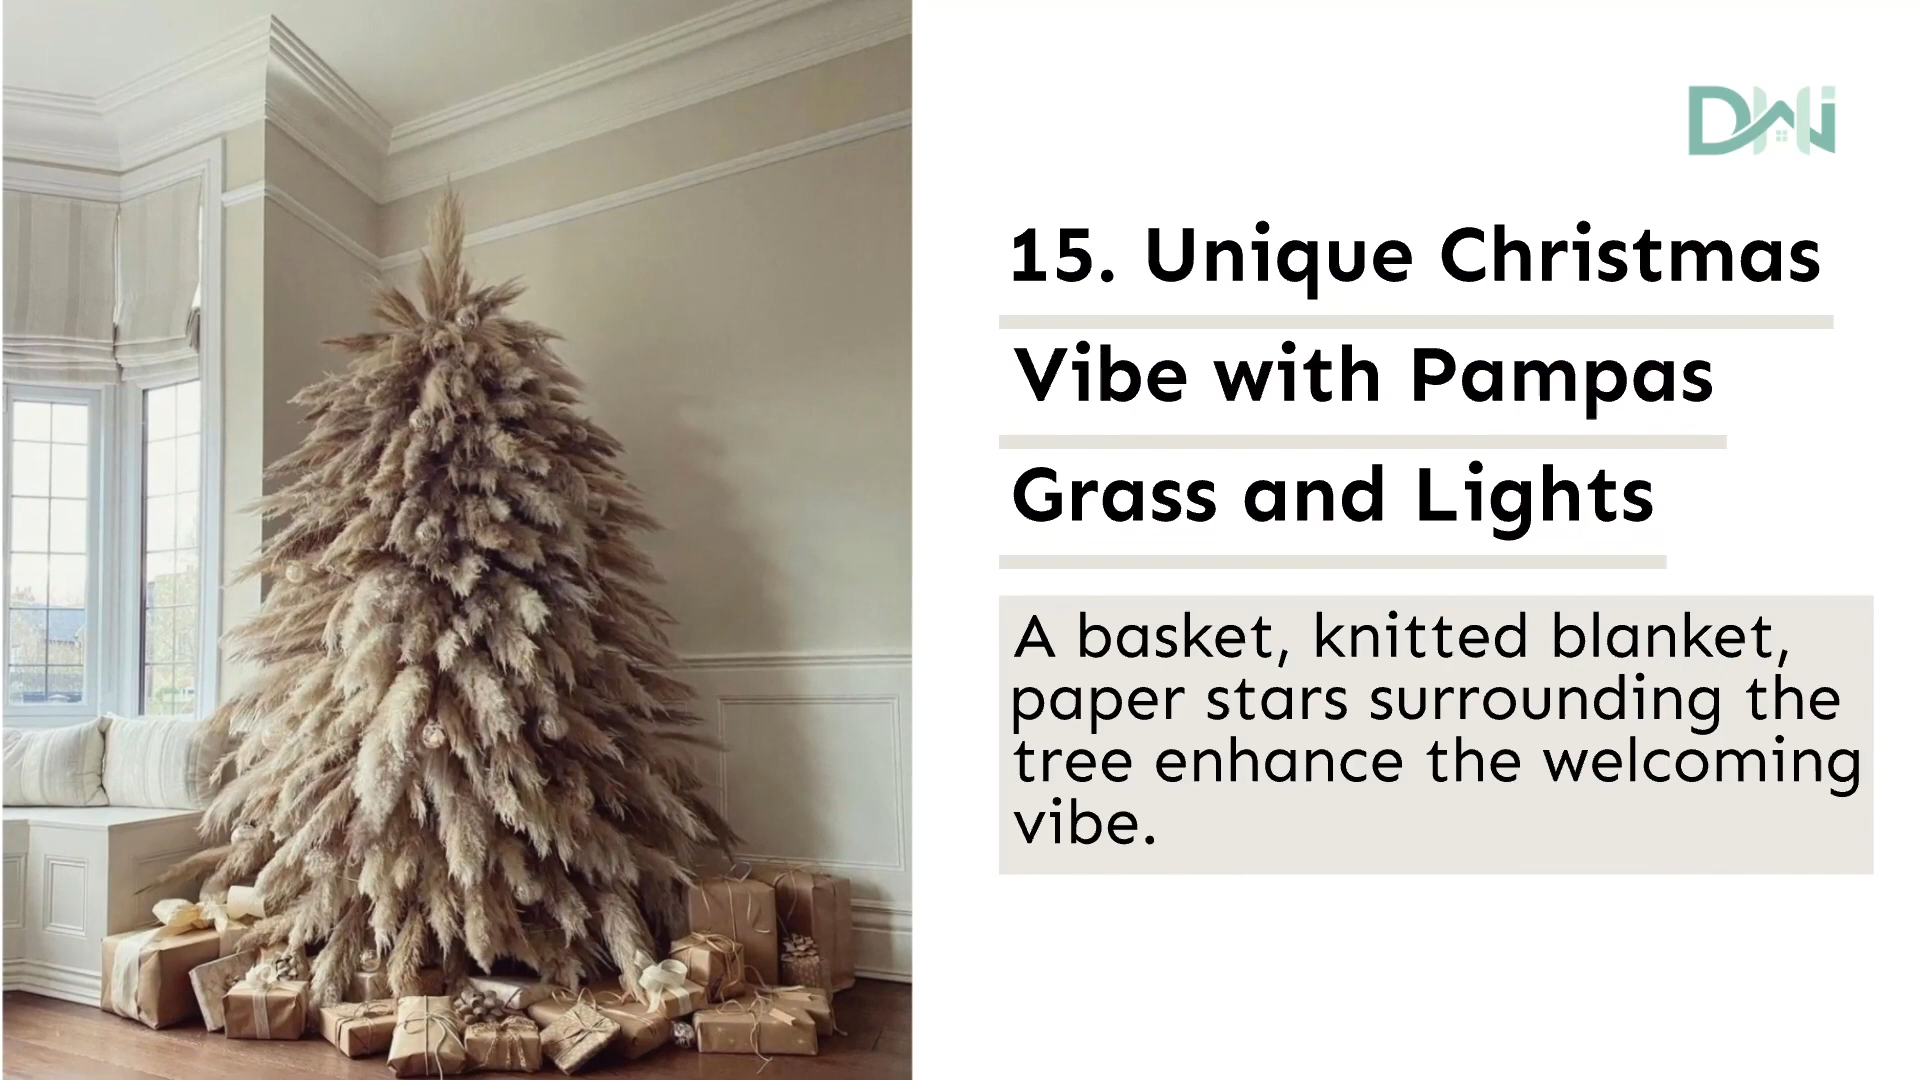 DHI
15. Unique Christmas
Vibe with Pampas
Grass and Lights
A basket, knitted blanket,
paper stars surrounding the
tree enhance the welcoming
vibe.